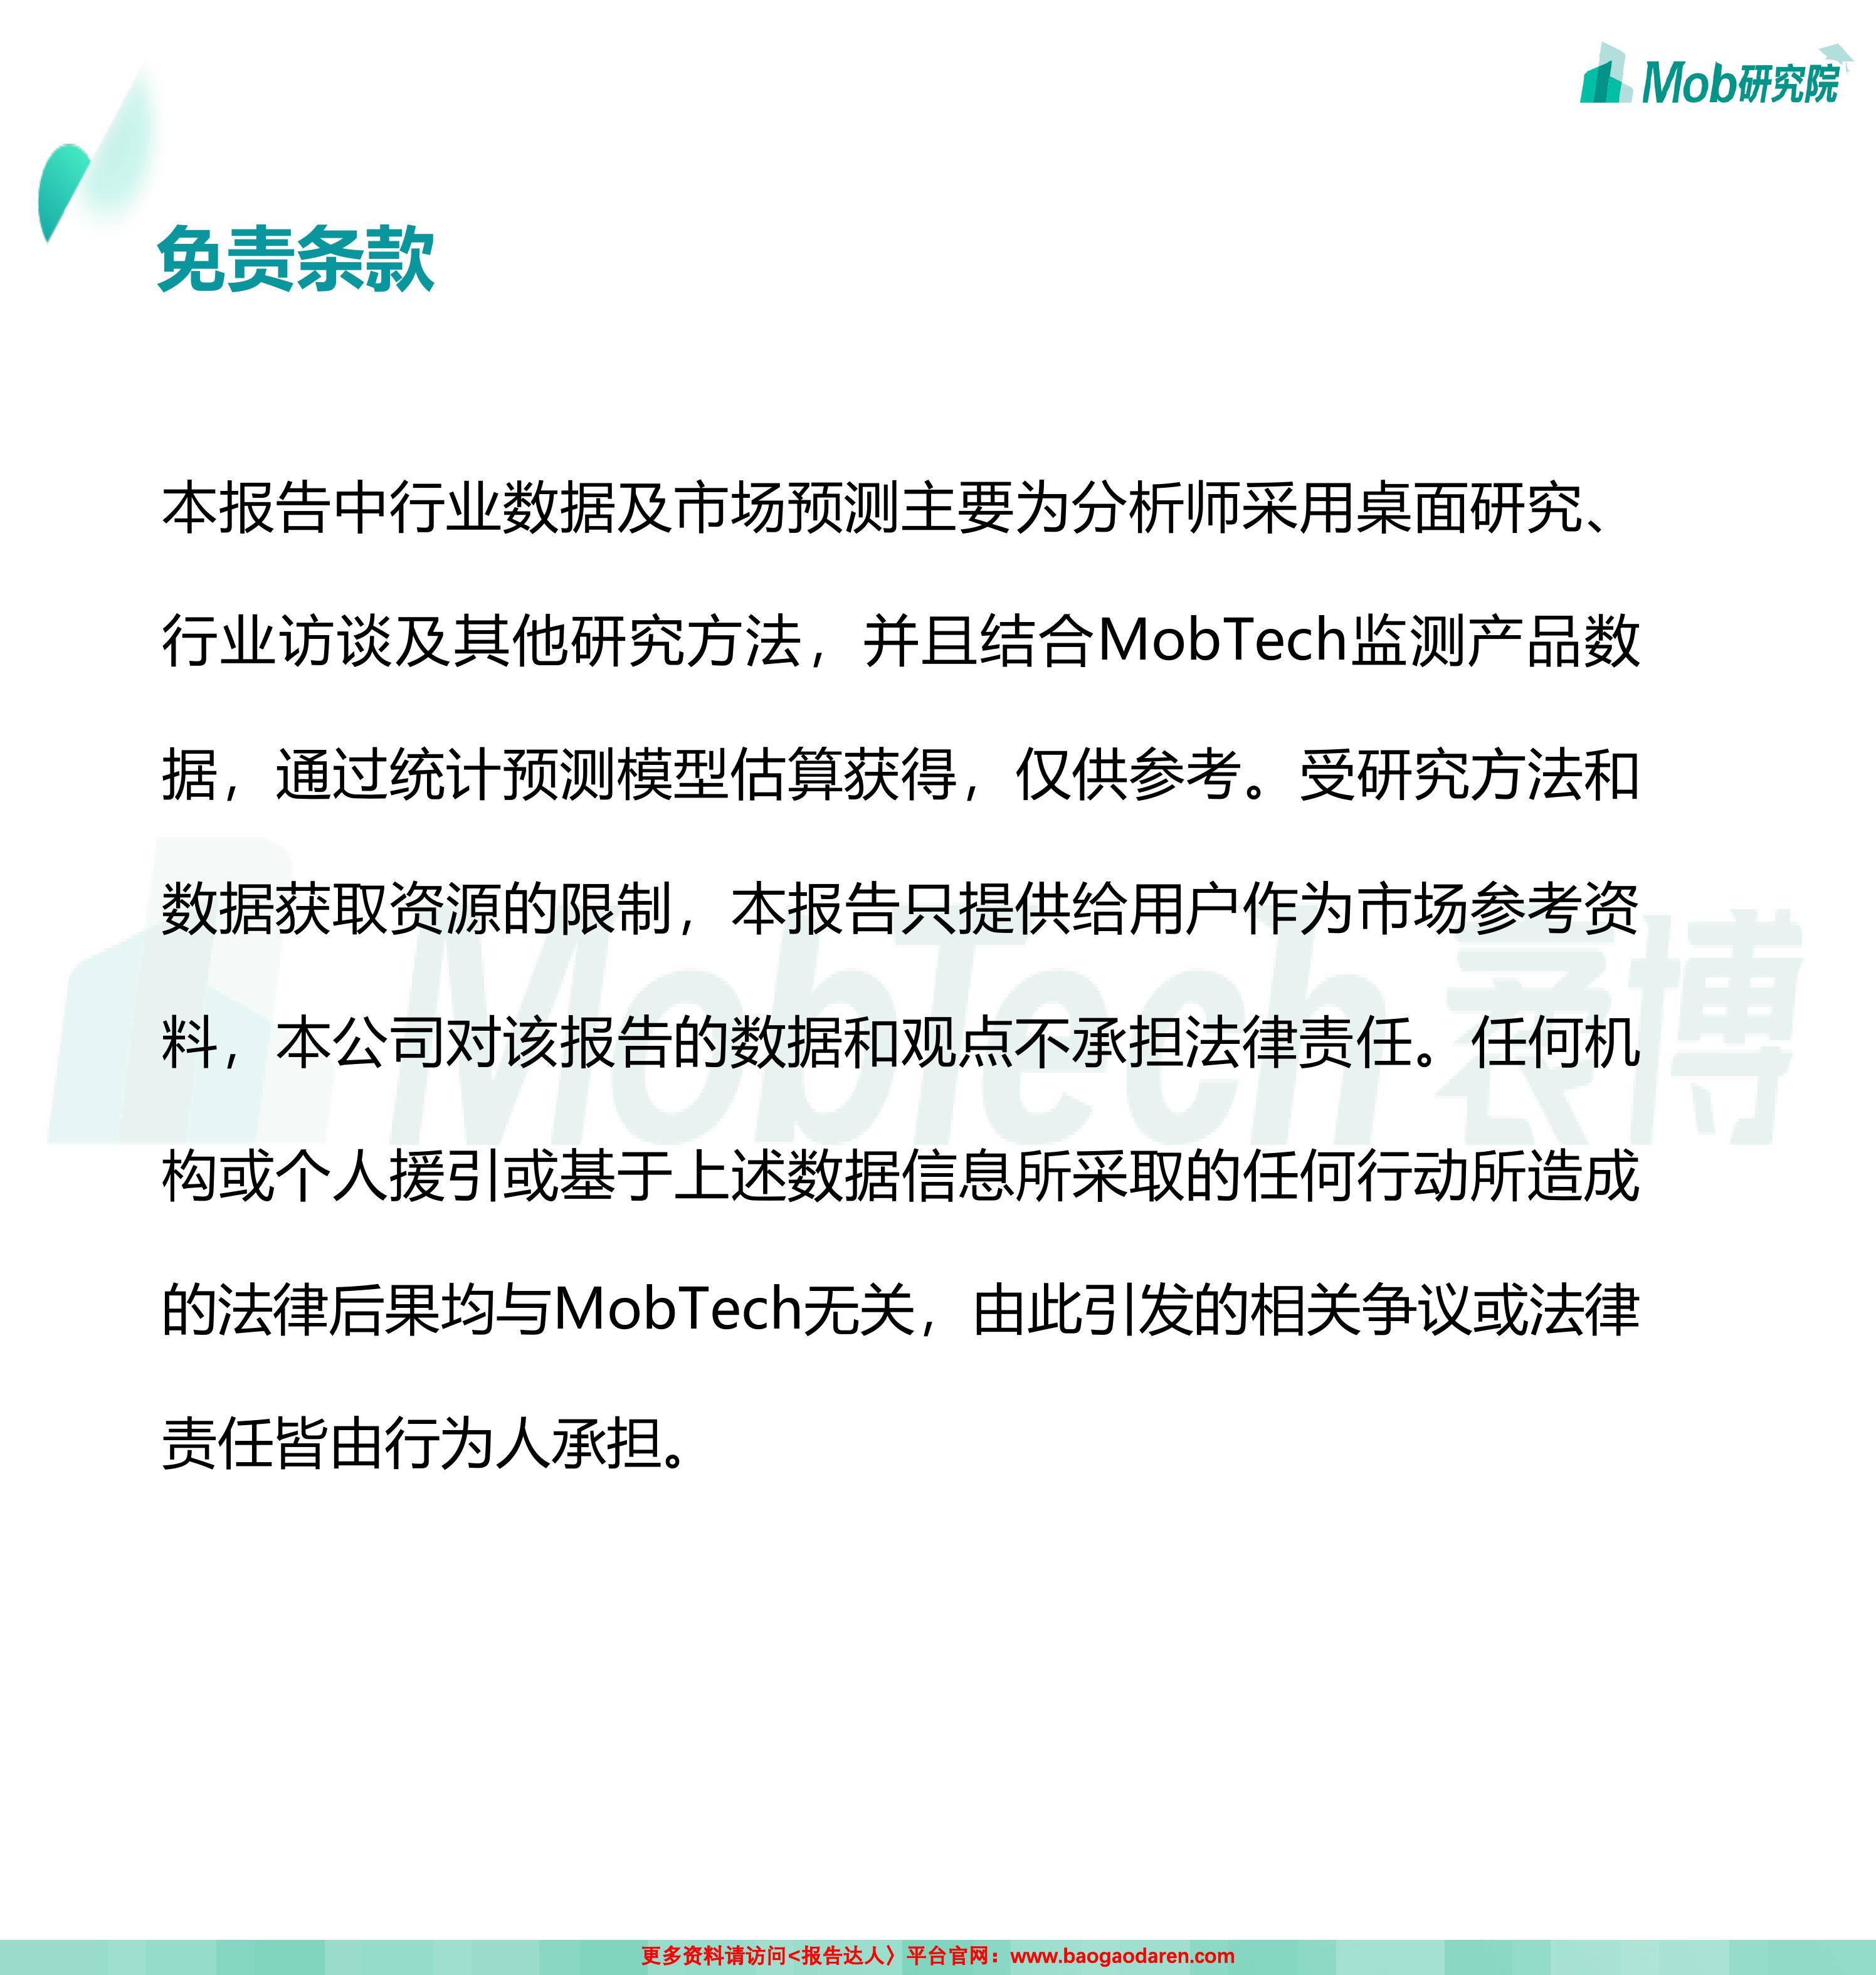 Mob研究院
免责条款
本报告中行业数据及市场预测主要为分析师采用桌面研究、
行业访谈及其他研究方法，并且结合MobTech监测产品数
据，通过统计预测模型估算获得，仅供参考。受研究方法和
数据获取资源的限制，本报告只提供给用户作为市场参考资
料，本公司对该报告的数据和观点不承担法律责任。任何机
构或个人援引或基于上述数据信息所采取的任何行动所造成
的法律后果均与MobTech无关，由此引发的相关争议或法律
责任皆由行为人承担。
MobTech 袤博
更多资料请访问<报告达人〉平台官网：www.baogaodaren.com